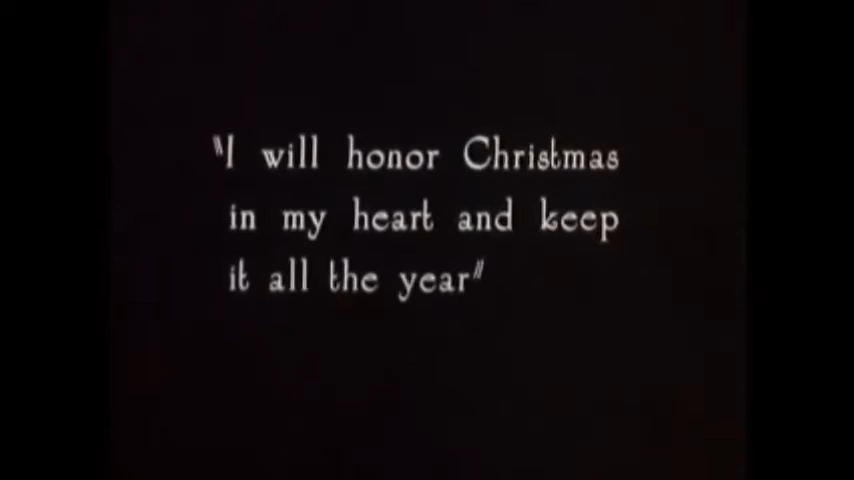 "I will honor Christmas
in my heart and keep
it all the year"